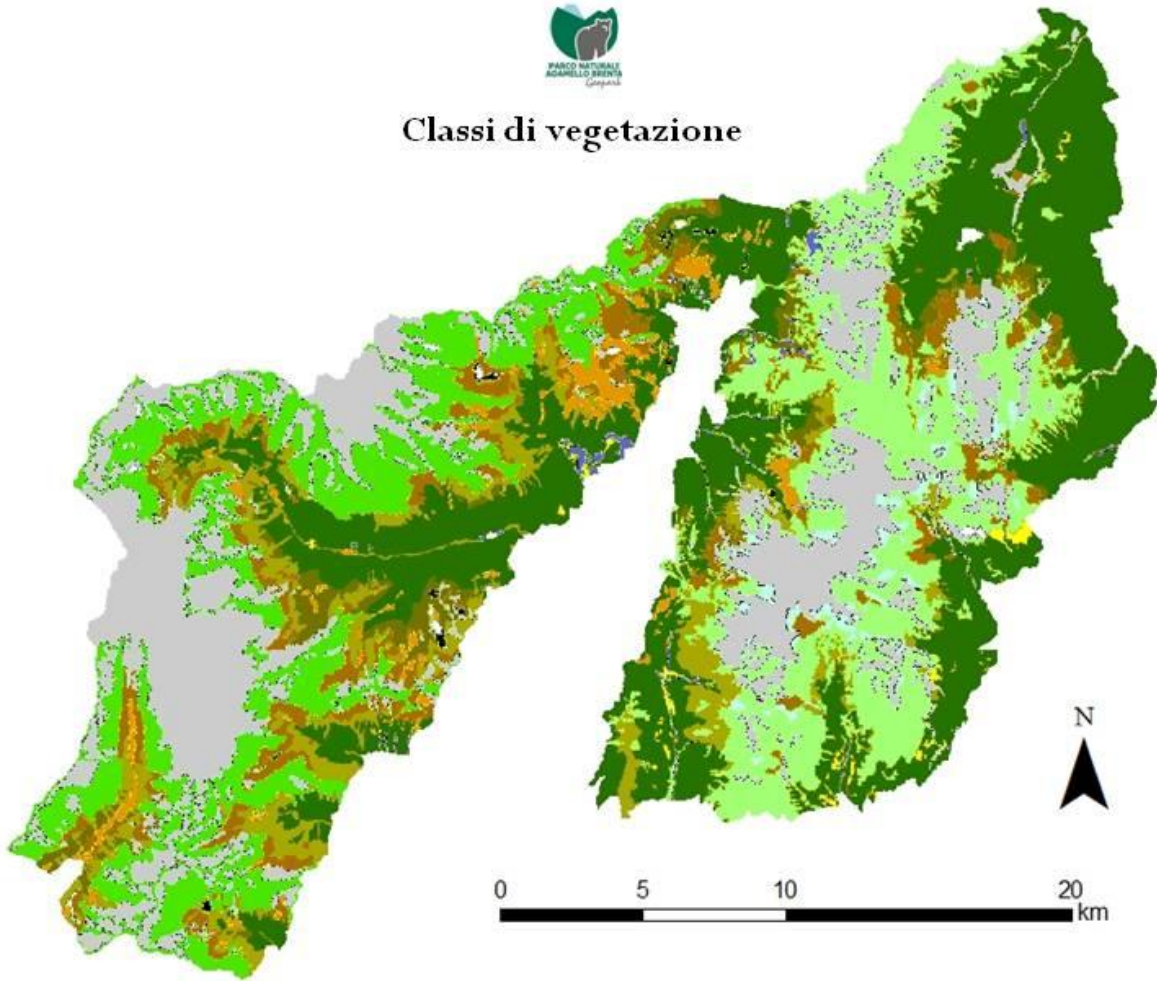 PARCO NATURALE
ADAMELLO BRENTA
Geopark
Classi di vegetazione
N
0 5 10 20
km